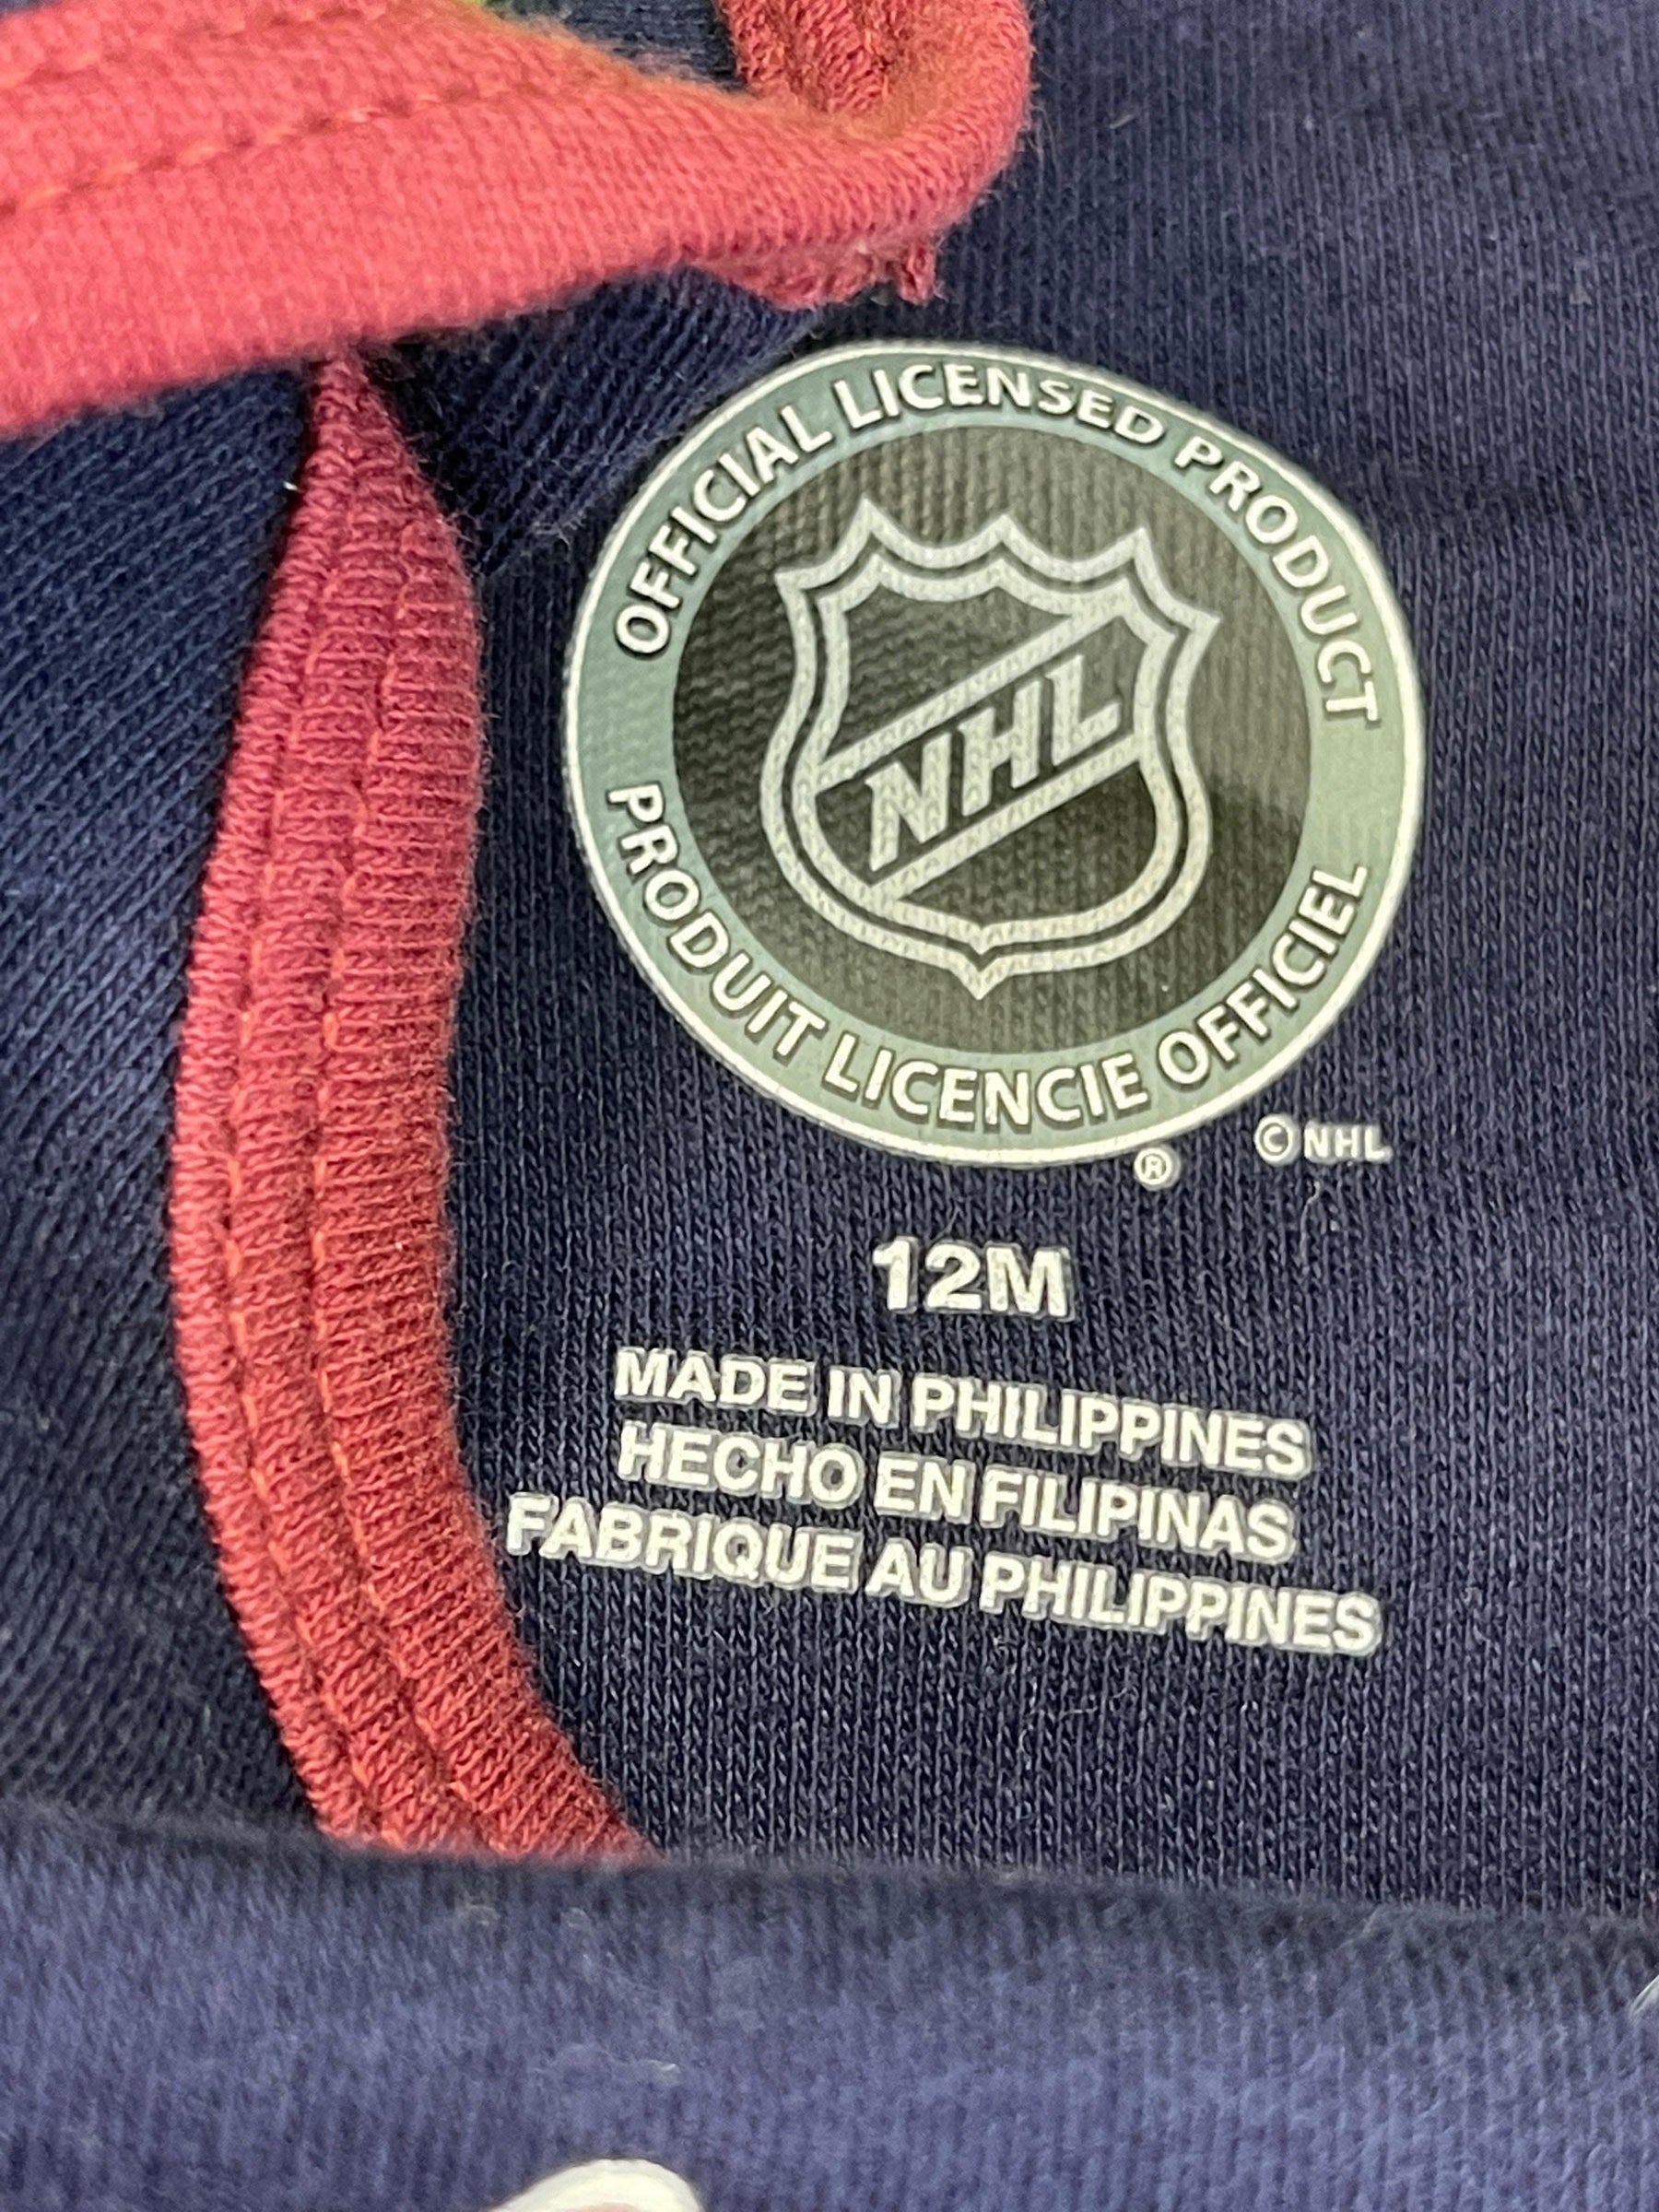 OFFICIAL LICENSED PRODUCT
NHL
PRODUIT LICENCIE OFFICIEL
® ©NHL
12M
MADE IN PHILIPPINES
HECHO EN FILIPINAS
FABRIQUE AU PHILIPPINES